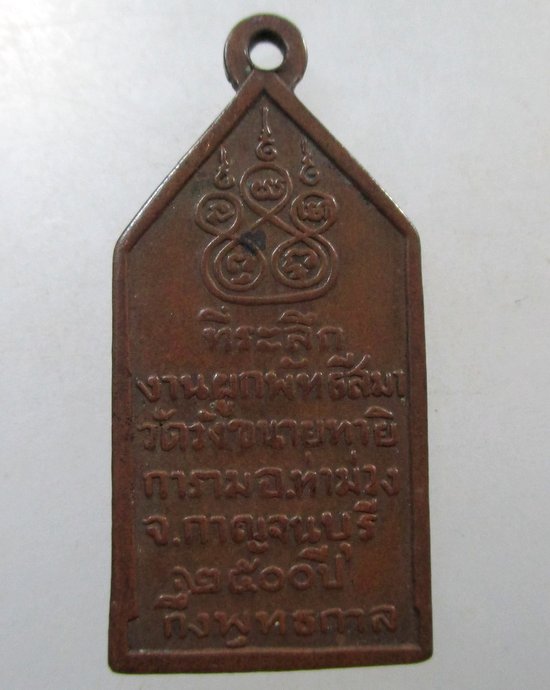 ที่ระลึก
งานผูกพัทธสีมา
วัดรังษีนายุทายิ
การามอ.ท่าม่วง
จ.กาญจนบุรี
๒๕๐๐ปี
กึ่งพุทธกาล